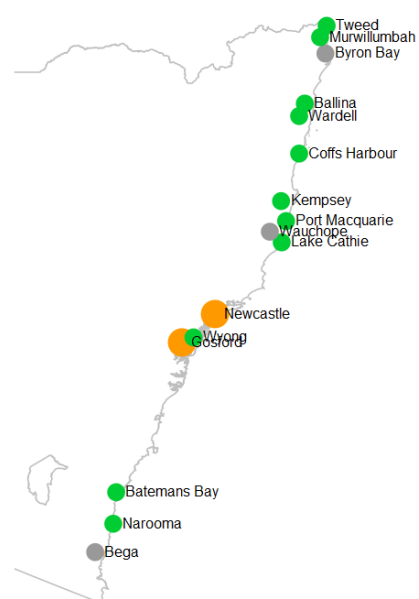 Tweed
Murwillumbah
Byron Bay
Ballina
Wardell
Coffs Harbour
Kempsey
Port Macquarie
Wauchope
Lake Cathie
Newcastle
Wyong
Gosford
Batemans Bay
Narooma
Bega